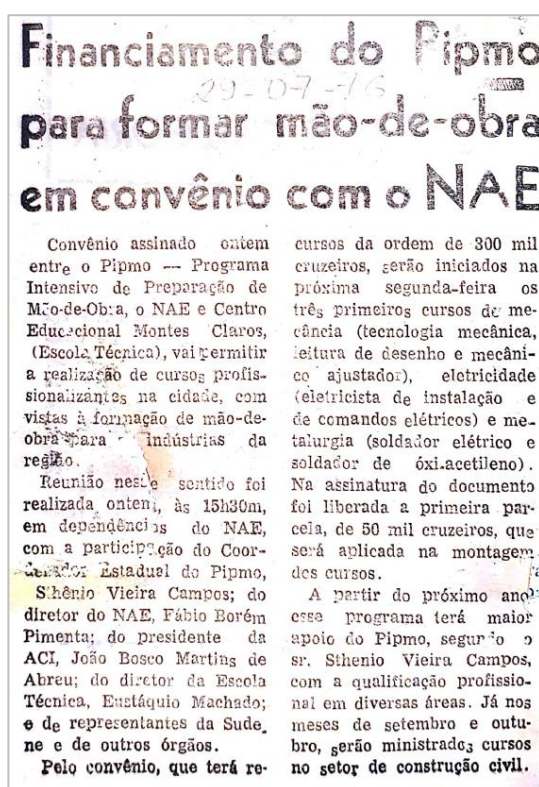 Financiamento do Pipmo
29-07-76
para formar mão-de-obra
em convênio com o NAE
Convênio assinado ontem
entre o Pipmo — Programa
Intensivo de Preparação de
Mão-de-Obra, o NAE e Centro
Educacional Montes Claros,
(Escola Técnica), vai permitir
a realização de cursos profis-
sionalizantes na cidade, com
vistas à formação de mão-de-
obra para indústrias da
região.
Reunião neste sentido foi
realizada ontem, às 15h30m,
em dependências do NAE,
com a participação do Coor-
denador Estadual do Pipmo,
Sthênio Vieira Campos; do
diretor do NAE, Fábio Borém
Pimenta; do presidente da
ACI, João Bosco Martins de
Abreu; do diretor da Escola
Técnica, Eustáquio Machado;
e de representantes da Sude_
ne e de outros órgãos.
Pelo convênio, que terá re-
cursos da ordem de 300 mil
cruzeiros, serão iniciados na
próxima segunda-feira os
três primeiros cursos de me-
cância (tecnologia mecânica,
leitura de desenho e mecâni-
co ajustador), eletricidade
(eletricista de instalação e
de comandos elétricos) e me-
talurgia (soldador elétrico e
soldador de óxi.acetileno).
Na assinatura do documento
foi liberada a primeira par-
cela, de 50 mil cruzeiros, que
será aplicada na montagem
dos cursos.
A partir do próximo ano
esse programa terá maior
apoio do Pipmo, segundo o
sr. Sthenio Vieira Campos,
com a qualificação profissio-
nal em diversas áreas. Já nos
meses de setembro e outu-
bro, serão ministrados cursos
no setor de construção civil.